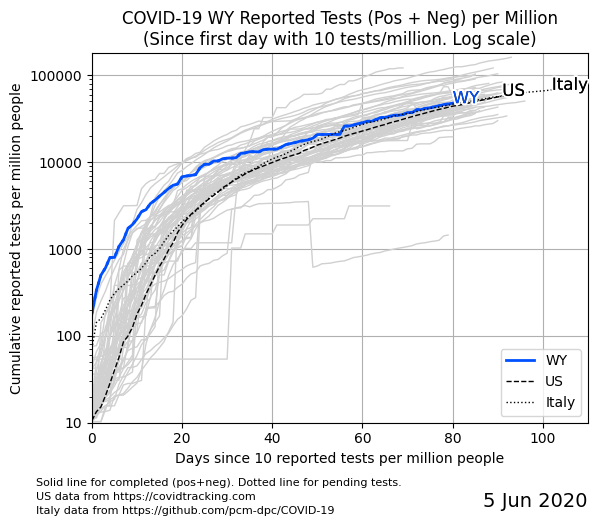 COVID-19 WY Reported Tests (Pos + Neg) per Million
(Since first day with 10 tests/million. Log scale)
Cumulative reported tests per million people
100000
10000
1000
100
10
WY
US
Italy
WY
US
Italy
0
20
40
60
80
100
Days since 10 reported tests per million people
Solid line for completed (pos+neg). Dotted line for pending tests.
US data from https://covidtracking.com
Italy data from https://github.com/pcm-dpc/COVID-19
5 Jun 2020